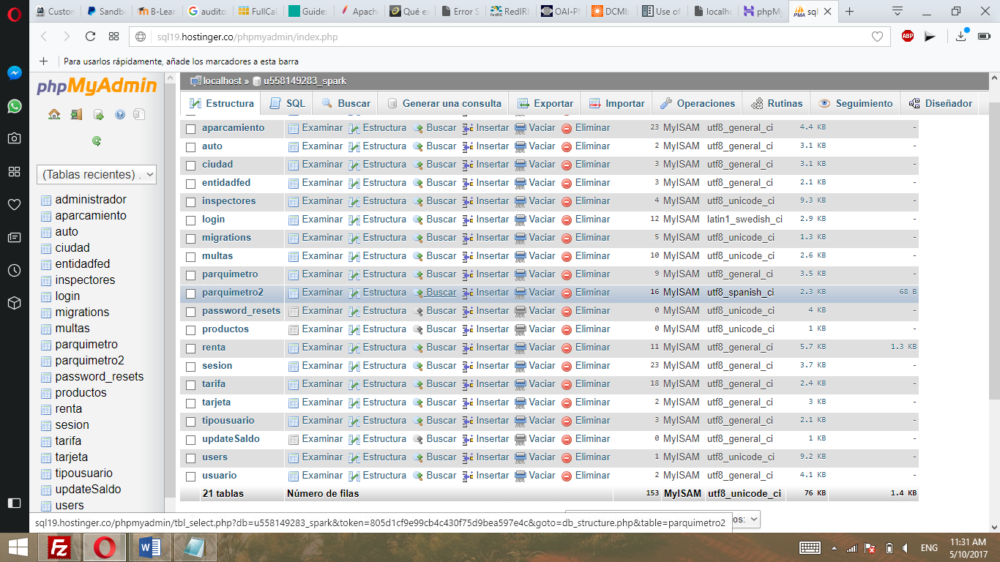 Custon
Sandb
B-Lear
audito
FullCal
Guide:
Apach
Qué es
Error S
RedIRI
OAI-PI
DCMI:
Use of
localho
phpMy
sql
sql19.hostinger.co/phpmyadmin/index.php
ABP
Para usarlos rápidamente, añade los marcadores a esta barra
phpMyAdmin
(Tablas recientes) .
administrador
aparcamiento
auto
ciudad
entidadfed
inspectores
login
migrations
multas
parquimetro
parquimetro2
password_resets
productos
renta
sesion
tarifa
tarjeta
tipousuario
updateSaldo
users
localhost » u558149283_spark
Estructura SQL Buscar Generar una consulta Exportar Importar Operaciones Rutinas Seguimiento Diseñador
aparcamiento Examinar Estructura Buscar Insertar Vaciar Eliminar 23 MyISAM utf8_general_ci 4.4 KB -
auto Examinar Estructura Buscar Insertar Vaciar Eliminar 2 MyISAM utf8_general_ci 3.1 KB -
ciudad Examinar Estructura Buscar Insertar Vaciar Eliminar 3 MyISAM utf8_general_ci 3.1 KB -
entidadfed Examinar Estructura Buscar Insertar Vaciar Eliminar 3 MyISAM utf8_general_ci 2.1 KB -
inspectores Examinar Estructura Buscar Insertar Vaciar Eliminar 4 MyISAM utf8_unicode_ci 9.3 KB -
login Examinar Estructura Buscar Insertar Vaciar Eliminar 12 MyISAM latin1_swedish_ci 2.9 KB -
migrations Examinar Estructura Buscar Insertar Vaciar Eliminar 5 MyISAM utf8_unicode_ci 1.3 KB -
multas Examinar Estructura Buscar Insertar Vaciar Eliminar 10 MyISAM utf8_unicode_ci 2.6 KB -
parquimetro Examinar Estructura Buscar Insertar Vaciar Eliminar 9 MyISAM utf8_general_ci 3.5 KB -
parquimetro2 Examinar Estructura Buscar Insertar Vaciar Eliminar 16 MyISAM utf8_spanish_ci 2.3 KB 68 B
password_resets Examinar Estructura Buscar Insertar Vaciar Eliminar 0 MyISAM utf8_unicode_ci 4 KB -
productos Examinar Estructura Buscar Insertar Vaciar Eliminar 0 MyISAM utf8_unicode_ci 1 KB -
renta Examinar Estructura Buscar Insertar Vaciar Eliminar 11 MyISAM utf8_general_ci 5.7 KB 1.3 KB
sesion Examinar Estructura Buscar Insertar Vaciar Eliminar 23 MyISAM utf8_general_ci 3.7 KB -
tarifa Examinar Estructura Buscar Insertar Vaciar Eliminar 18 MyISAM utf8_general_ci 2.4 KB -
tarjeta Examinar Estructura Buscar Insertar Vaciar Eliminar 2 MyISAM utf8_general_ci 3 KB -
tipousuario Examinar Estructura Buscar Insertar Vaciar Eliminar 3 MyISAM utf8_general_ci 2.1 KB -
updateSaldo Examinar Estructura Buscar Insertar Vaciar Eliminar 0 MyISAM utf8_general_ci 1 KB -
users Examinar Estructura Buscar Insertar Vaciar Eliminar 1 MyISAM utf8_unicode_ci 9.2 KB -
usuario Examinar Estructura Buscar Insertar Vaciar Eliminar 2 MyISAM utf8_general_ci 4.1 KB -
21 tablas Número de filas 153 MyISAM utf8_unicode_ci 76 KB 1.4 KB
os:
sql19.hostinger.co/phpmyadmin/tbl_select.php?db=u558149283_spark&token=805d1cf9e99cb4c430f75d9bea597e4c&goto=db_structure.php&table=parquimetro2
ENG
11:31 AM
5/10/2017